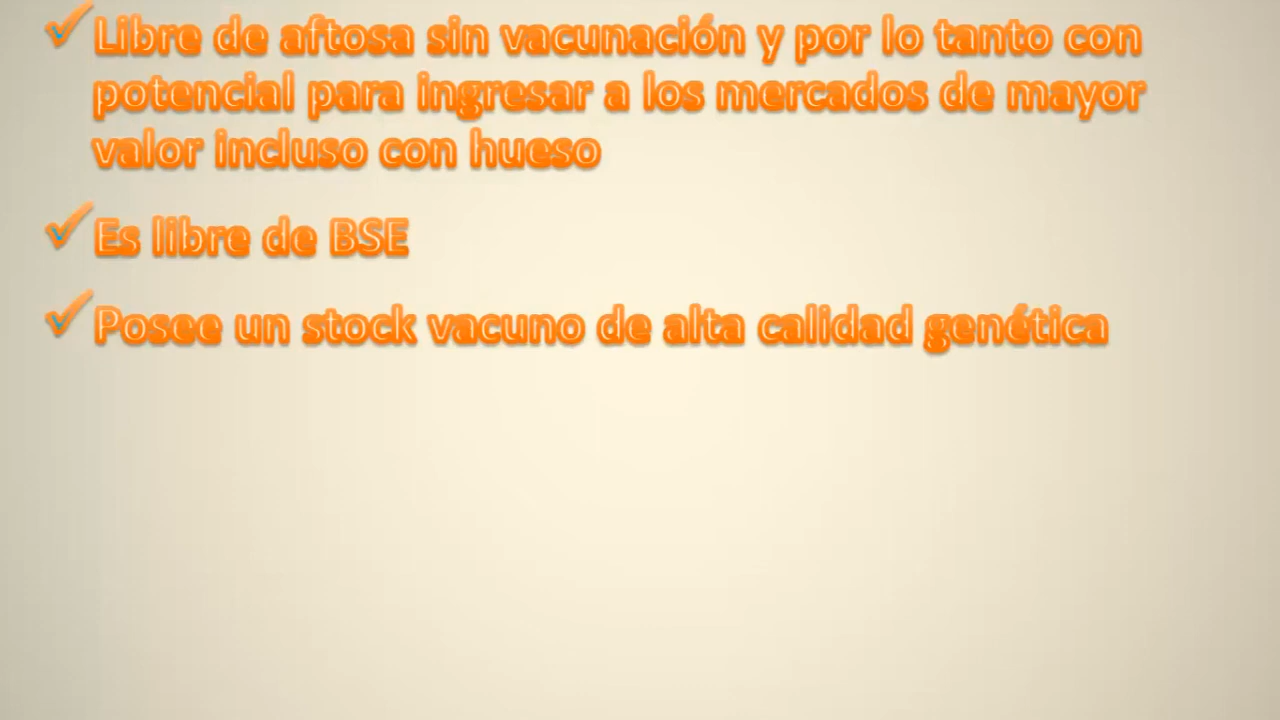 Libre de aftosa sin vacunación y por lo tanto con
potencial para ingresar a los mercados de mayor
valor incluso con hueso
Es libre de BSE
Posee un stock vacuno de alta calidad genética